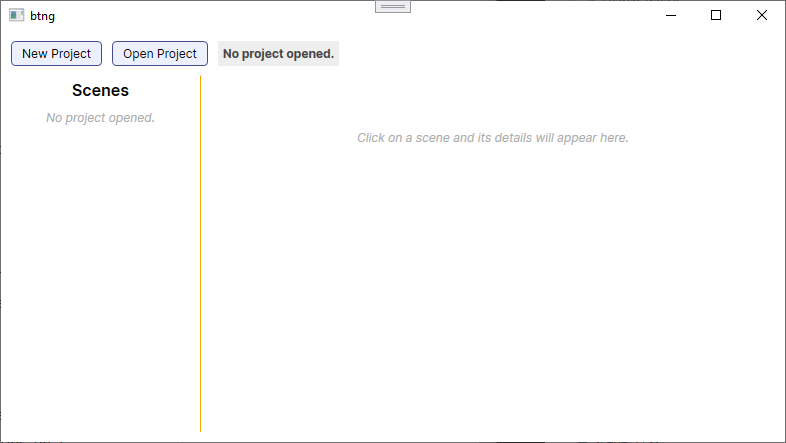 btng
New Project Open Project No project opened.
Scenes
No project opened.
Click on a scene and its details will appear here.